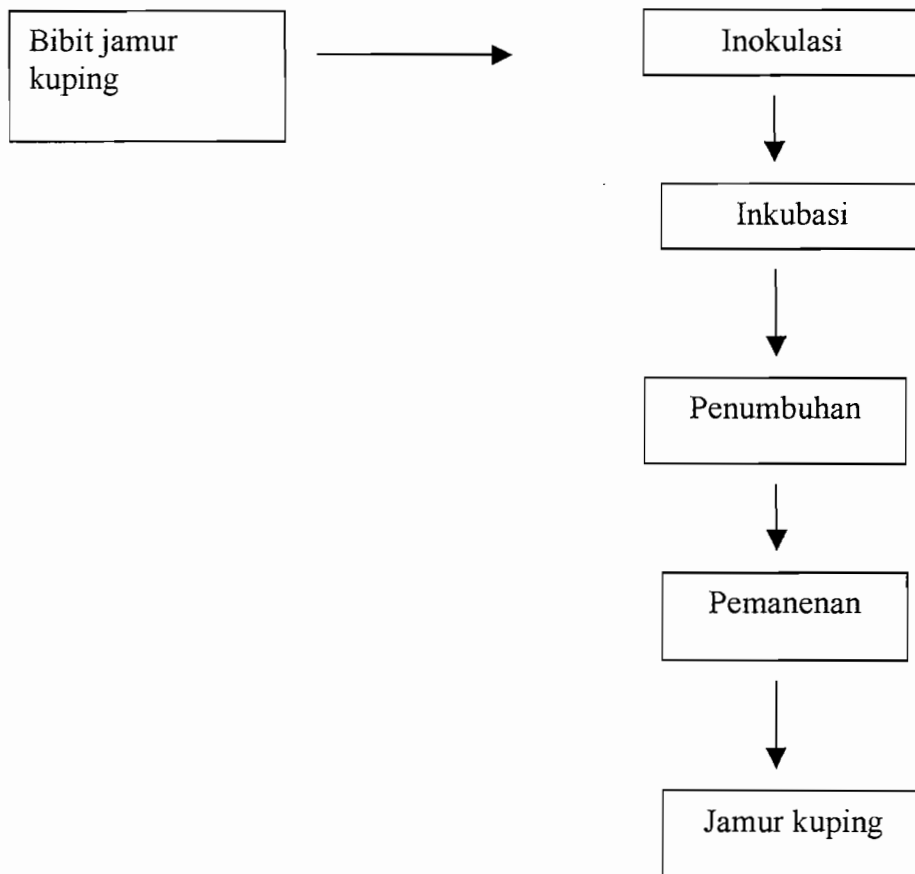 Bibit jamur
kuping
Inokulasi
Inkubasi
Penumbuhan
Pemanenan
Jamur kuping